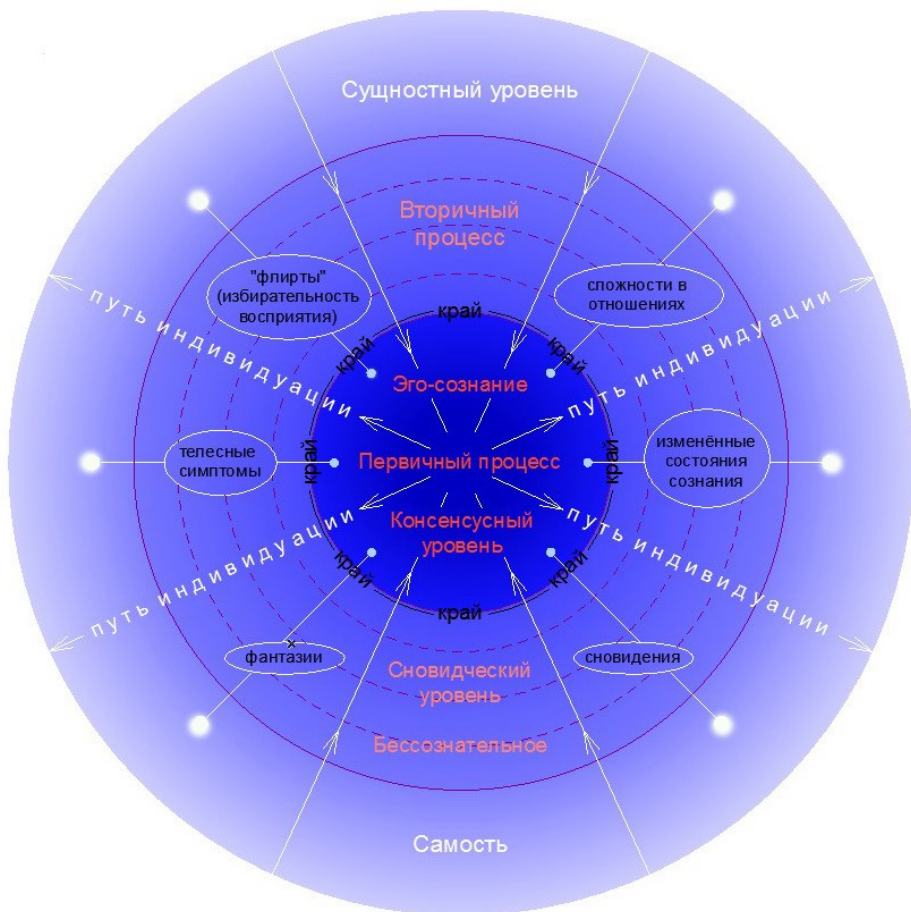 Сущностный уровень
Вторичный
процесс
"флирты"
(избирательность
восприятия)
сложности в
отношениях
край
край
край
путь индивидуации
путь индивидуации
Эго-сознание
телесные
симптомы
край
Первичный процесс
край
изменённые
состояния
сознания
Консенсусный
уровень
путь индивидуации
путь индивидуации
край
край
край
фантазии
сновидения
Сновидческий
уровень
Бессознательное
Самость